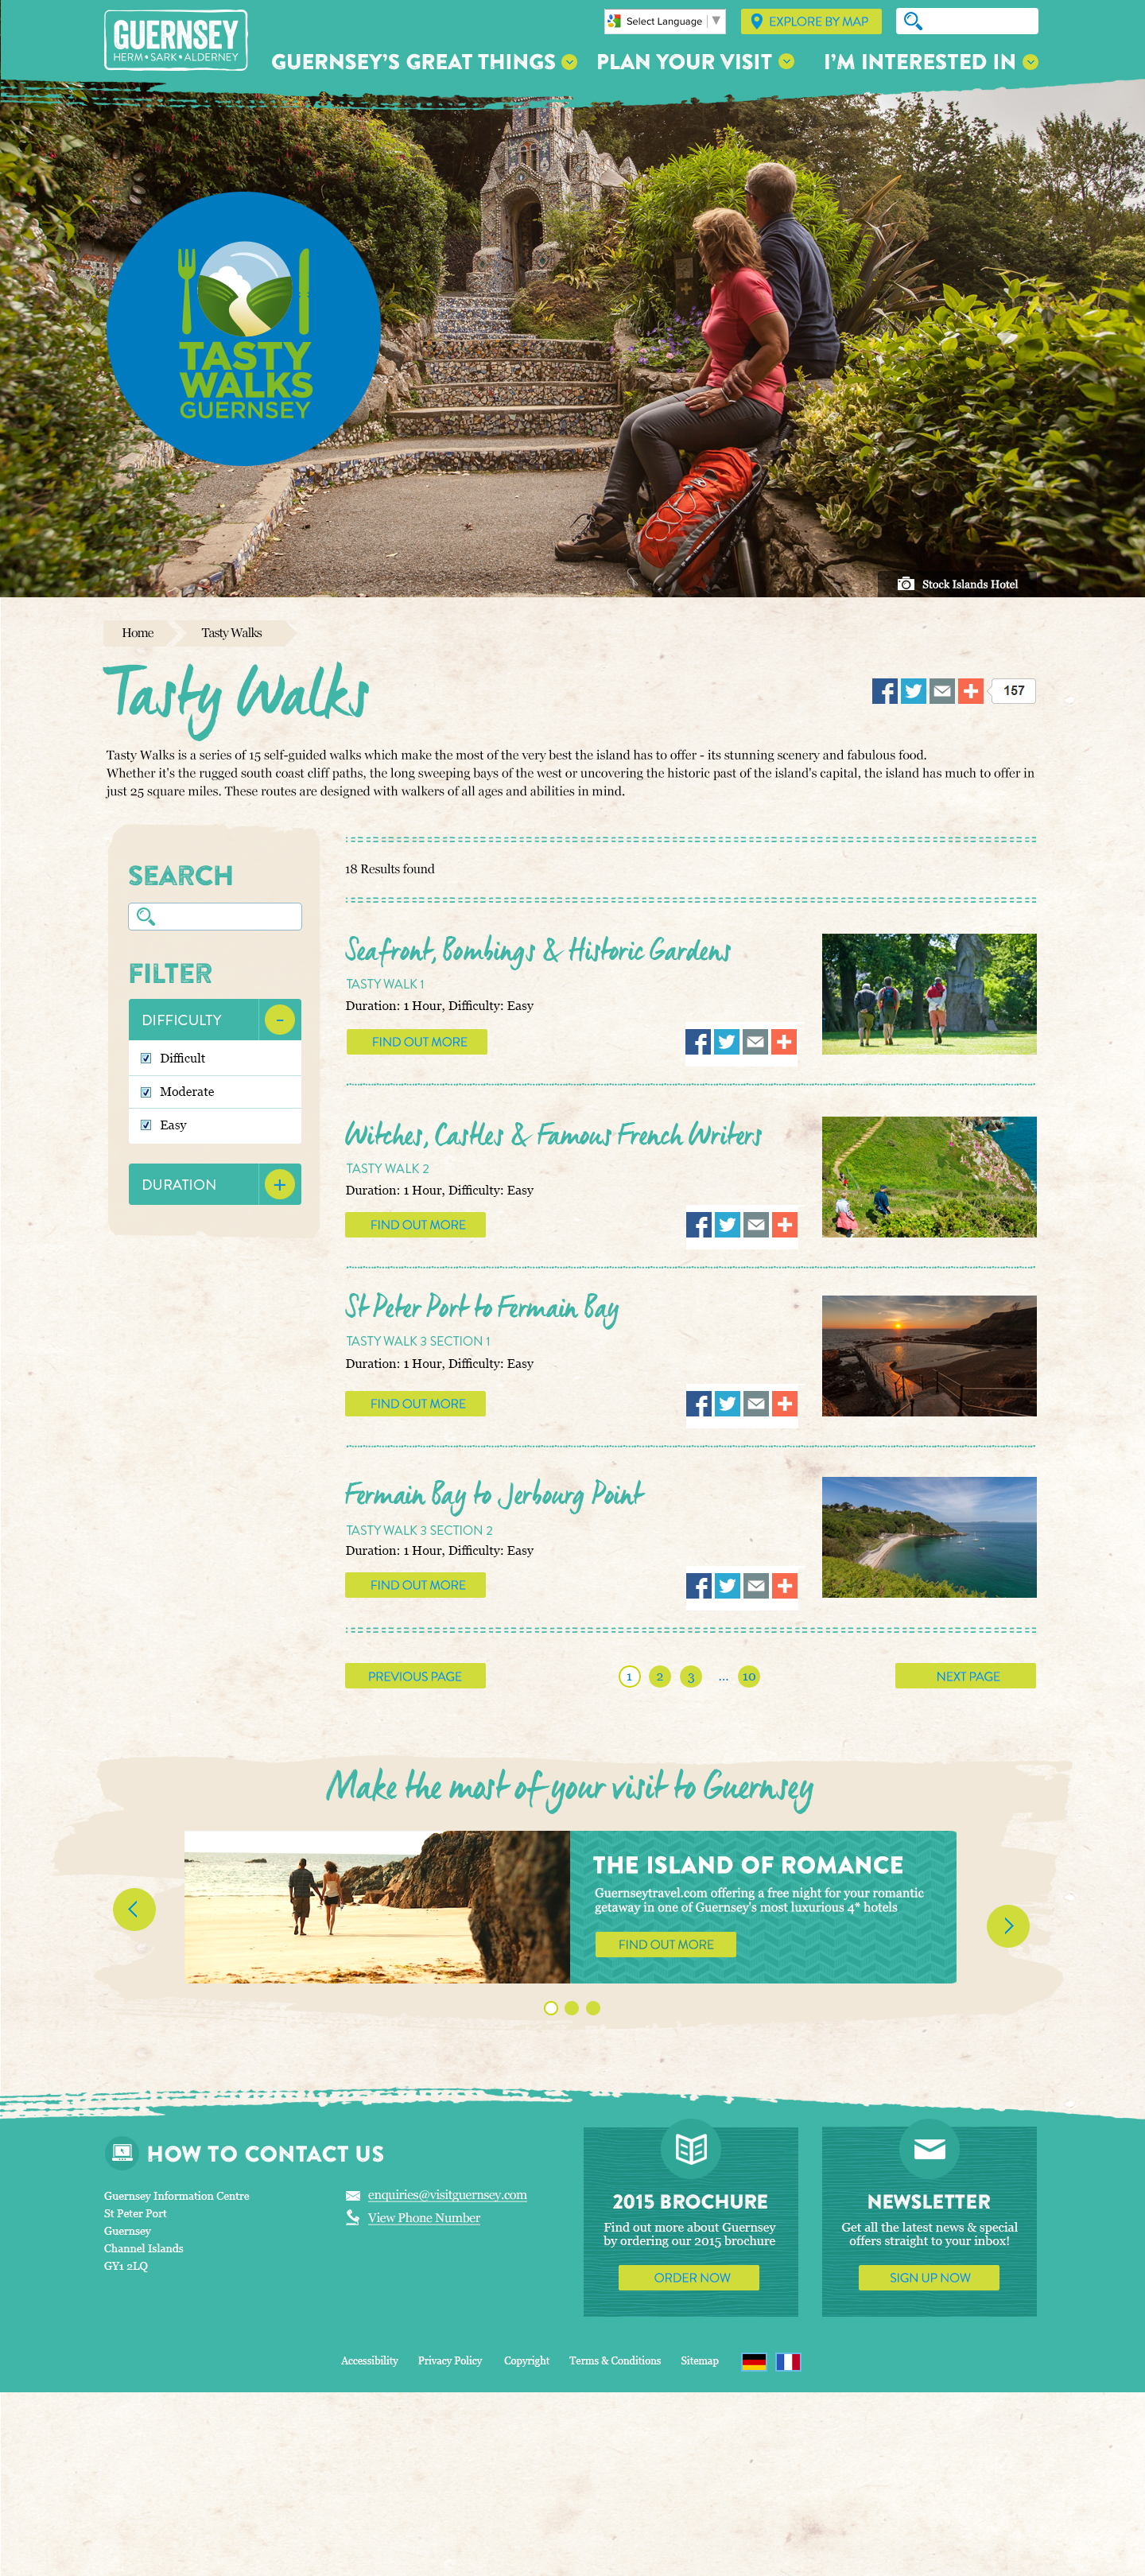 GUERNSEY
HERM • SARK • ALDERNEY
Select Language
EXPLORE BY MAP
GUERNSEY'S GREAT THINGS
PLAN YOUR VISIT
I'M INTERESTED IN
TASTY
WALKS
GUERNSEY
Stock Islands Hotel
Home
Tasty Walks
Tasty Walks
157
Tasty Walks is a series of 15 self-guided walks which make the most of the very best the island has to offer - its stunning scenery and fabulous food.
Whether it's the rugged south coast cliff paths, the long sweeping bays of the west or uncovering the historic past of the island's capital, the island has much to offer in
just 25 square miles. These routes are designed with walkers of all ages and abilities in mind.
SEARCH
FILTER
DIFFICULTY -
Difficult
Moderate
Easy
DURATION +
18 Results found
Seafront, Bombings & Historic Gardens
TASTY WALK 1
Duration: 1 Hour, Difficulty: Easy
FIND OUT MORE
Witches, Castles & Famous French Writers
TASTY WALK 2
Duration: 1 Hour, Difficulty: Easy
FIND OUT MORE
St Peter Port to Fermain Bay
TASTY WALK 3 SECTION 1
Duration: 1 Hour, Difficulty: Easy
FIND OUT MORE
Fermain Bay to Jerbourg Point
TASTY WALK 3 SECTION 2
Duration: 1 Hour, Difficulty: Easy
FIND OUT MORE
PREVIOUS PAGE
1 2 3 ... 10
NEXT PAGE
Make the most of your visit to Guernsey
THE ISLAND OF ROMANCE
Guernseytravel.com offering a free night for your romantic
getaway in one of Guernsey's most luxurious 4* hotels
FIND OUT MORE
HOW TO CONTACT US
Guernsey Information Centre
St Peter Port
Guernsey
Channel Islands
GY1 2LQ
enquiries@visitguernsey.com
View Phone Number
2015 BROCHURE
Find out more about Guernsey
by ordering our 2015 brochure
ORDER NOW
NEWSLETTER
Get all the latest news & special
offers straight to your inbox!
SIGN UP NOW
Accessibility
Privacy Policy
Copyright
Terms & Conditions
Sitemap